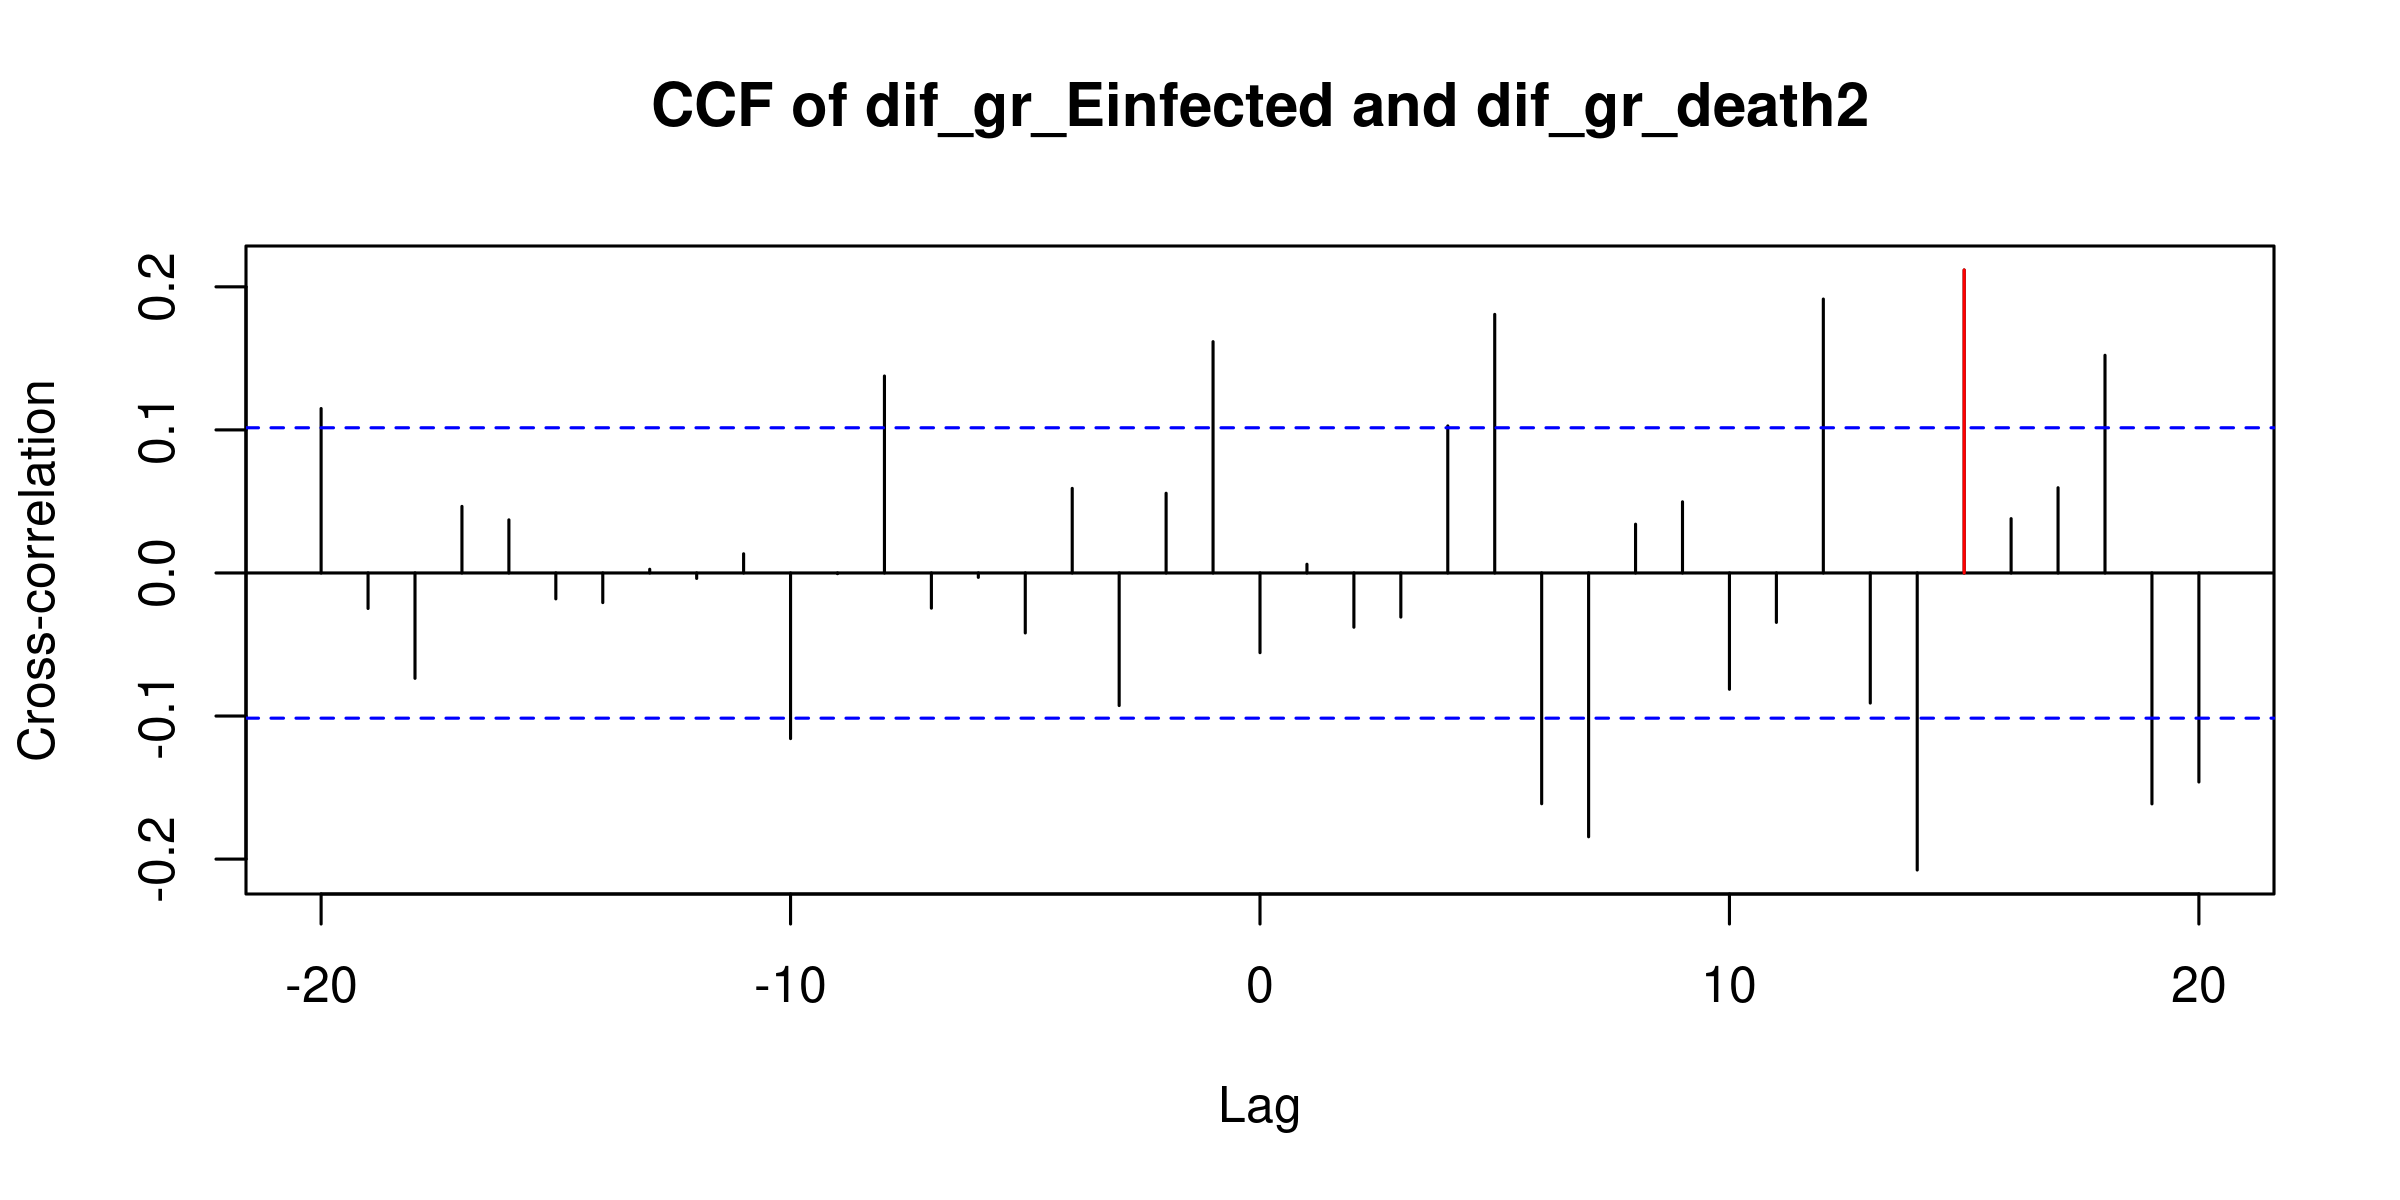 CCF of dif_gr_Einfected and dif_gr_death2
Cross-correlation
0.2
0.1
0.0
-0.1
-0.2
-20 -10 0 10 20
Lag